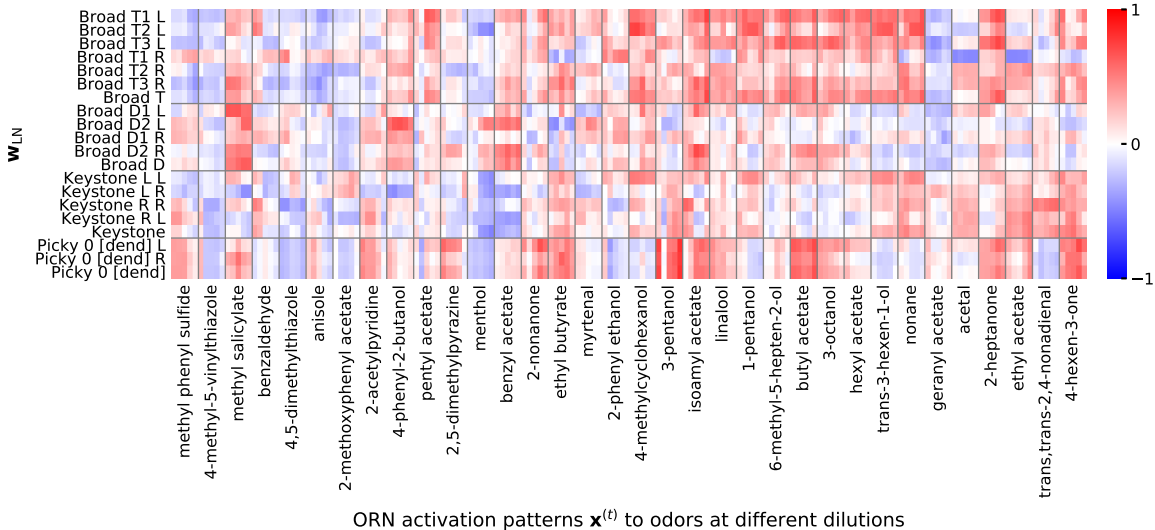 w_LN
Broad T1 L
Broad T2 L
Broad T3 L
Broad T1 R
Broad T2 R
Broad T3 R
Broad T
Broad D1 L
Broad D2 L
Broad D1 R
Broad D2 R
Broad D
Keystone L L
Keystone L R
Keystone R R
Keystone R L
Keystone
Picky 0 [dend] L
Picky 0 [dend] R
Picky 0 [dend]
methyl phenyl sulfide
4-methyl-5-vinylthiazole
methyl salicylate
benzaldehyde
4,5-dimethylthiazole
anisole
2-methoxyphenyl acetate
2-acetylpyridine
4-phenyl-2-butanol
pentyl acetate
2,5-dimethylpyrazine
menthol
benzyl acetate
2-nonanone
ethyl butyrate
myrtenal
2-phenyl ethanol
4-methylcyclohexanol
3-pentanol
isoamyl acetate
linalool
1-pentanol
6-methyl-5-hepten-2-ol
butyl acetate
3-octanol
hexyl acetate
trans-3-hexen-1-ol
nonane
geranyl acetate
acetal
2-heptanone
ethyl acetate
trans,trans-2,4-nonadienal
4-hexen-3-one
ORN activation patterns x^(t) to odors at different dilutions
1
0
−1